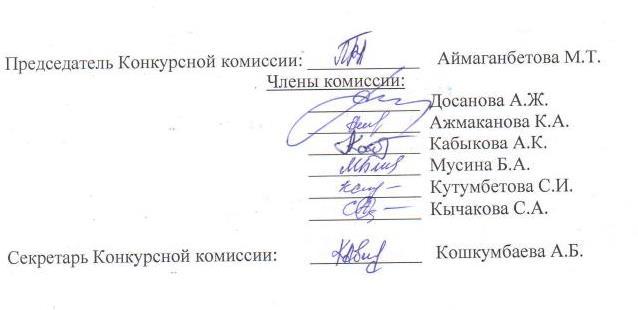 Председатель Конкурсной комиссии: Аймаганбетова М.Т.
Члены комиссии:
Досанова А.Ж.
Ажмаканова К.А.
Кабыкова А.К.
Мусина Б.А.
Кутумбетова С.И.
Кычакова С.А.
Секретарь Конкурсной комиссии: Кошкумбаева А.Б.